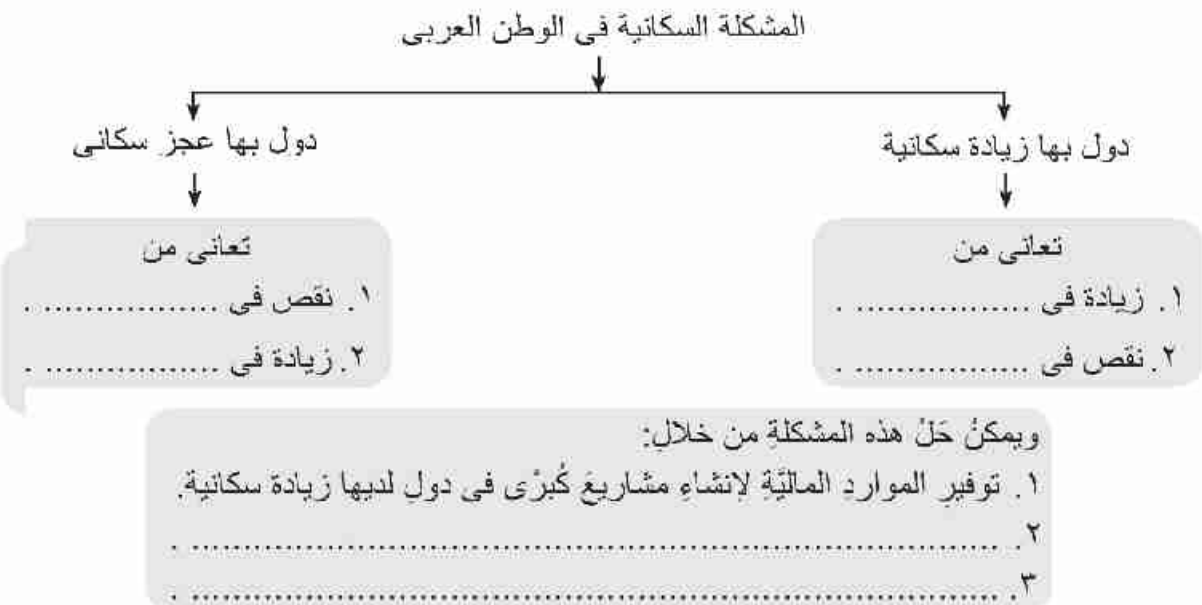 المشكلة السكانية فى الوطن العربى
دول بها زيادة سكانية
دول بها عجز سكانى
تعانى من
١. زيادة فى ................. .
٢. نقص فى ................. .
تعانى من
١. نقص فى ................. .
٢. زيادة فى ................. .
ويمكنُ حَلُ هذه المشكلةِ من خلالِ:
١. توفيرِ المواردِ الماليَّةِ لإنشاءِ مشاريعَ كُبرْى فى دولِ لديها زيادة سكانية.
٢. ................................................................ .
٣. ................................................................ .